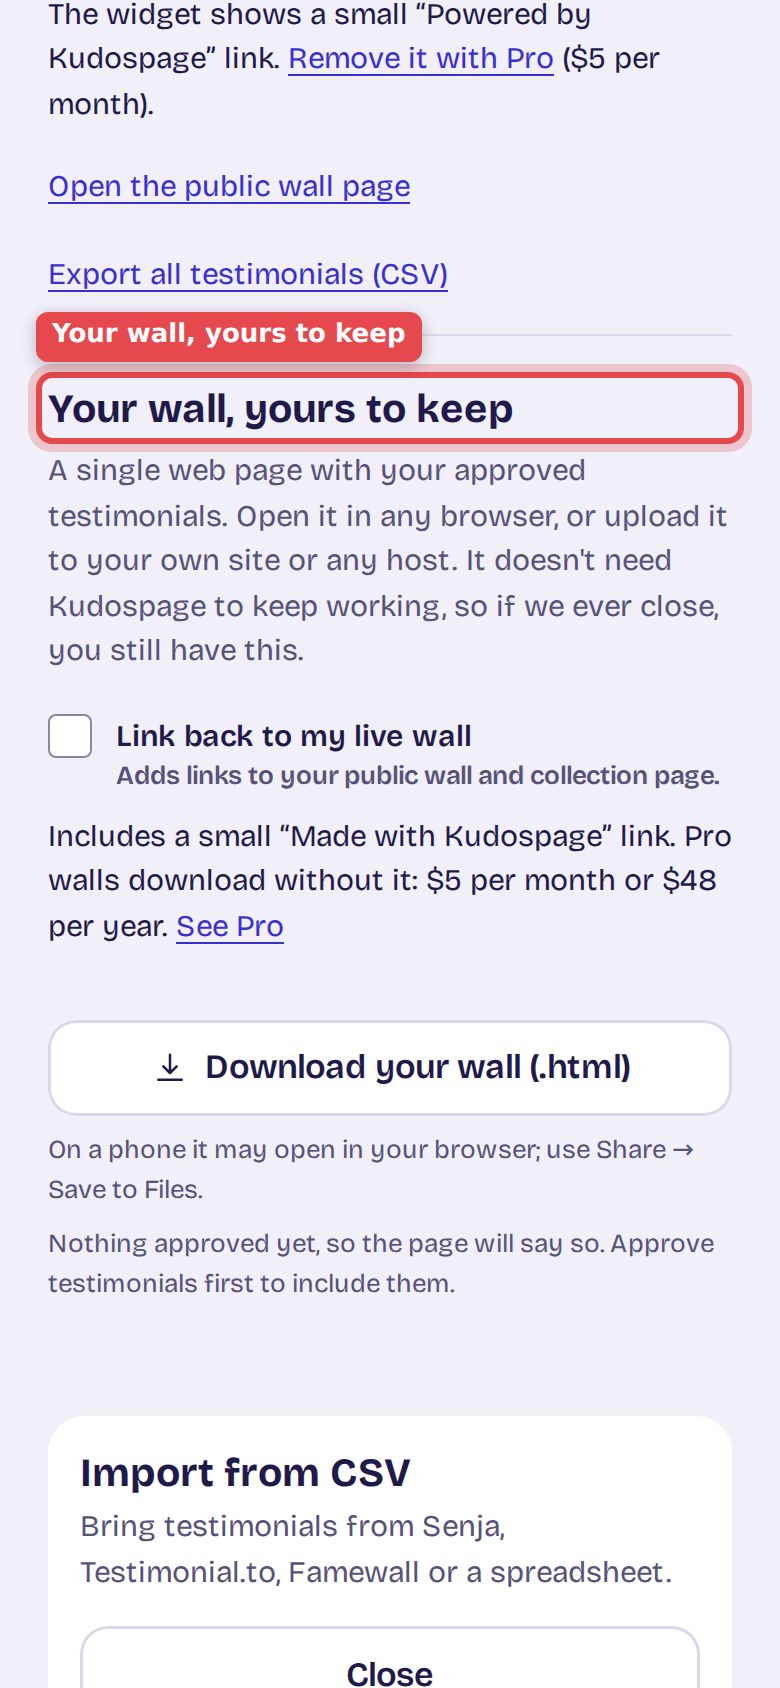 The widget shows a small “Powered by
Kudospage” link. Remove it with Pro ($5 per
month).
Open the public wall page
Export all testimonials (CSV)
Your wall, yours to keep
Your wall, yours to keep
A single web page with your approved
testimonials. Open it in any browser, or upload it
to your own site or any host. It doesn't need
Kudospage to keep working, so if we ever close,
you still have this.
Link back to my live wall
Adds links to your public wall and collection page.
Includes a small “Made with Kudospage” link. Pro
walls download without it: $5 per month or $48
per year. See Pro
Download your wall (.html)
On a phone it may open in your browser; use Share →
Save to Files.
Nothing approved yet, so the page will say so. Approve
testimonials first to include them.
Import from CSV
Bring testimonials from Senja,
Testimonial.to, Famewall or a spreadsheet.
Close